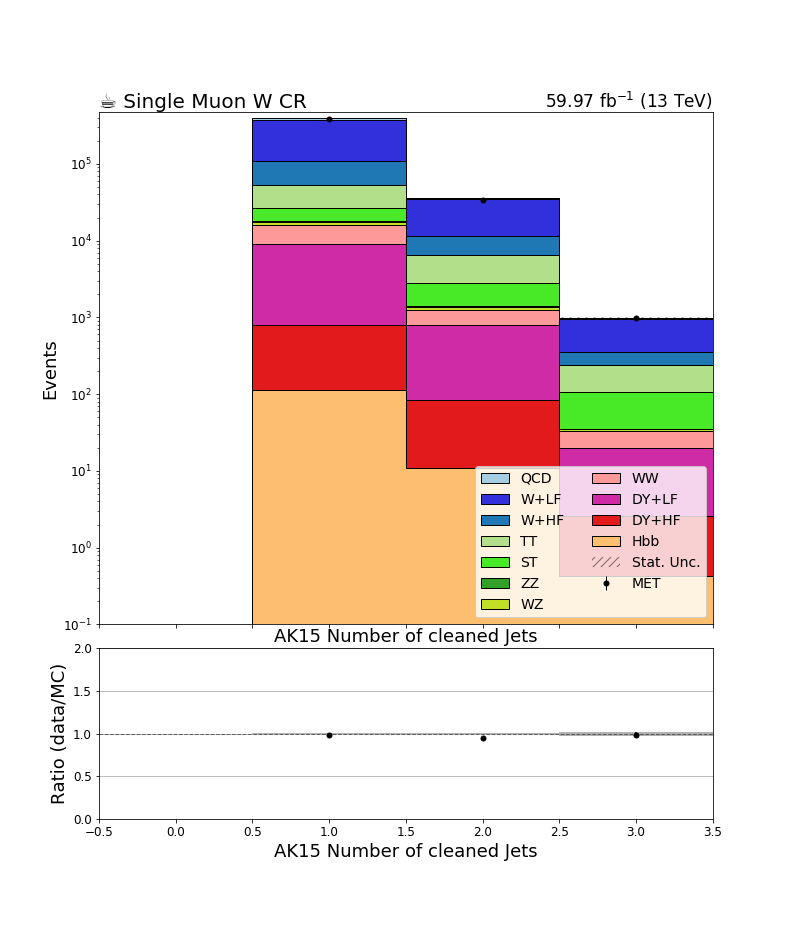 ☕ Single Muon W CR
59.97 fb⁻¹ (13 TeV)
Events
10⁵
10⁴
10³
10²
10¹
10⁰
10⁻¹
QCD
W+LF
W+HF
TT
ST
ZZ
WZ
WW
DY+LF
DY+HF
Hbb
Stat. Unc.
MET
AK15 Number of cleaned Jets
Ratio (data/MC)
2.0
1.5
1.0
0.5
0.0
−0.5 0.0 0.5 1.0 1.5 2.0 2.5 3.0 3.5
AK15 Number of cleaned Jets